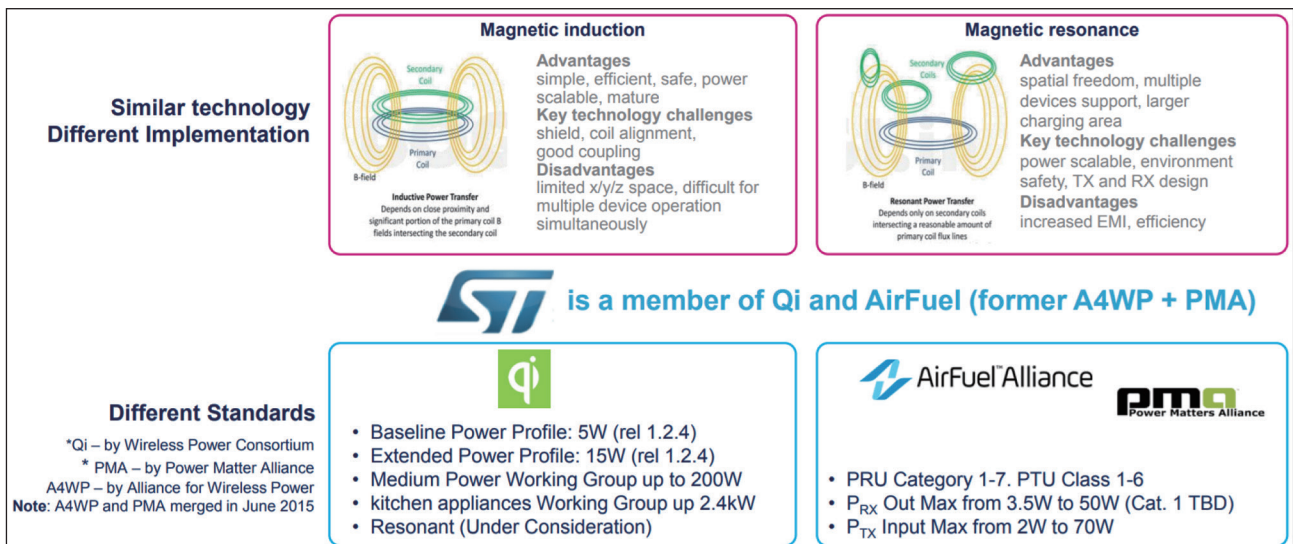 Similar technology
Different Implementation
Magnetic induction
Secondary
Coil
Primary
Coil
B-field
Inductive Power Transfer
Depends on close proximity and
significant portion of the primary coil B
fields intersecting the secondary coil
Advantages
simple, efficient, safe, power
scalable, mature
Key technology challenges
shield, coil alignment,
good coupling
Disadvantages
limited x/y/z space, difficult for
multiple device operation
simultaneously
Magnetic resonance
Secondary
Coils
Primary
Coil
B-field
Resonant Power Transfer
Depends only on secondary coils
intersecting a reasonable amount of
primary coil flux lines
Advantages
spatial freedom, multiple
devices support, larger
charging area
Key technology challenges
power scalable, environment
safety, TX and RX design
Disadvantages
increased EMI, efficiency
ST is a member of Qi and AirFuel (former A4WP + PMA)
Different Standards
*Qi – by Wireless Power Consortium
* PMA – by Power Matter Alliance
A4WP – by Alliance for Wireless Power
Note: A4WP and PMA merged in June 2015
qi
• Baseline Power Profile: 5W (rel 1.2.4)
• Extended Power Profile: 15W (rel 1.2.4)
• Medium Power Working Group up to 200W
• kitchen appliances Working Group up 2.4kW
• Resonant (Under Consideration)
AirFuel™Alliance
pma
Power Matters Alliance
• PRU Category 1-7. PTU Class 1-6
• PRX Out Max from 3.5W to 50W (Cat. 1 TBD)
• PTX Input Max from 2W to 70W